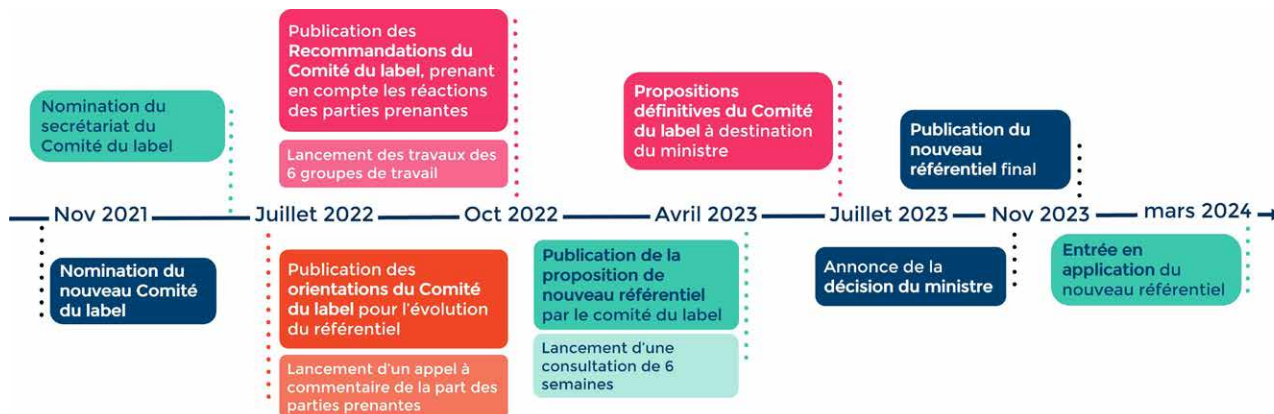 Publication des
Recommandations du
Comité du label, prenant
en compte les réactions
des parties prenantes
Lancement des travaux des
6 groupes de travail
Nomination du
secrétariat du
Comité du label
Propositions
définitives du Comité
du label à destination
du ministre
Publication du
nouveau
référentiel final
Nov 2021
Juillet 2022
Oct 2022
Avril 2023
Juillet 2023
Nov 2023
mars 2024
Nomination du
nouveau Comité
du label
Publication des
orientations du Comité
du label pour l'évolution
du référentiel
Lancement d'un appel à
commentaire de la part des
parties prenantes
Publication de la
proposition de
nouveau référentiel
par le comité du label
Lancement d'une
consultation de 6
semaines
Annonce de la
décision du ministre
Entrée en
application du
nouveau référentiel